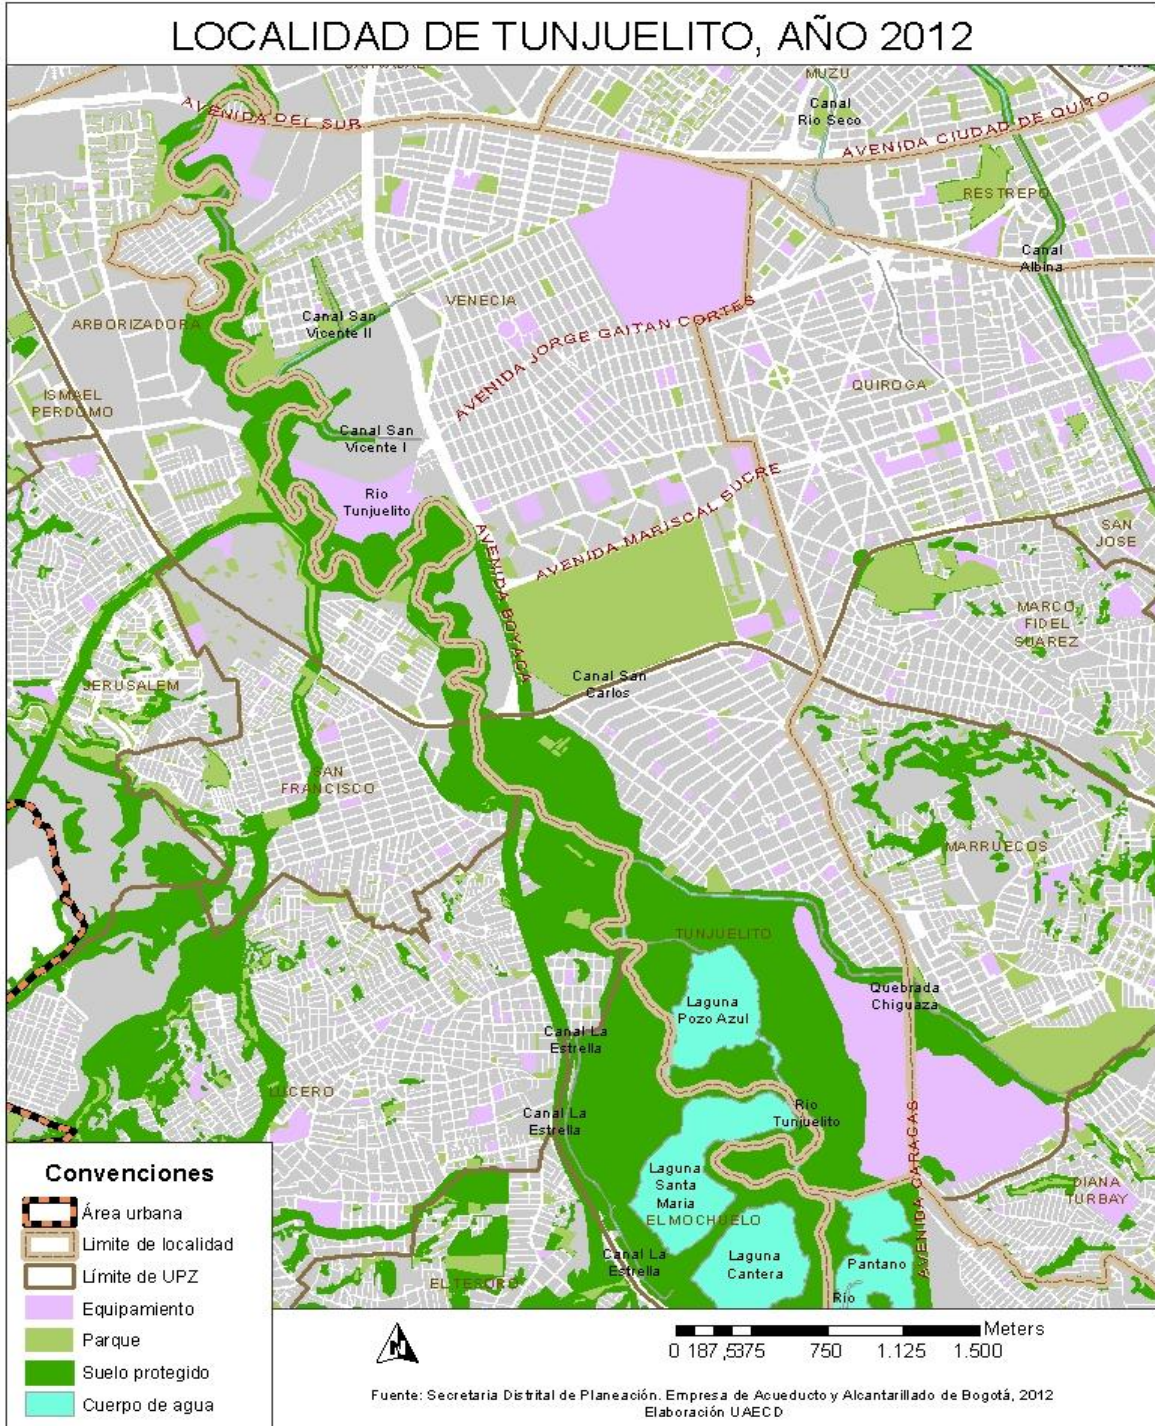 LOCALIDAD DE TUNJUELITO, AÑO 2012
MUZU
AVENIDA DEL SUR
Canal
Rio Seco
AVENIDA CIUDAD DE QUITO
RESTREPO
Canal
Albina
VENECIA
Canal San
Vicente II
ARBORIZADORA
AVENIDA JORGE GAITAN CORTES
QUIROGA
ISMAEL
PERDOMO
Canal San
Vicente I
Rio
Tunjuelito
AVENIDA MARISCAL SUCRE
AVENIDA BOYACA
SAN
JOSE
MARCO
FIDEL
SUAREZ
JERUSALEM
Canal San
Carlos
SAN
FRANCISCO
MARRUECOS
TUNJUELITO
Laguna
Pozo Azul
Quebrada
Chiguaza
Canal La
Estrella
LUCERO
Canal La
Estrella
Rio
Tunjuelito
AVENIDA CARACAS
Laguna
Santa
Maria
EL MOCHUELO
DIANA
TURBAY
Canal La
Estrella
Laguna
Cantera
Pantano
Rio
EL TESORO
Convenciones
Área urbana
Limite de localidad
Límite de UPZ
Equipamiento
Parque
Suelo protegido
Cuerpo de agua
N
Meters
0 187,5375 750 1.125 1.500
Fuente: Secretaria Distrital de Planeación. Empresa de Acueducto y Alcantarillado de Bogotá, 2012
Elaboración UAECD